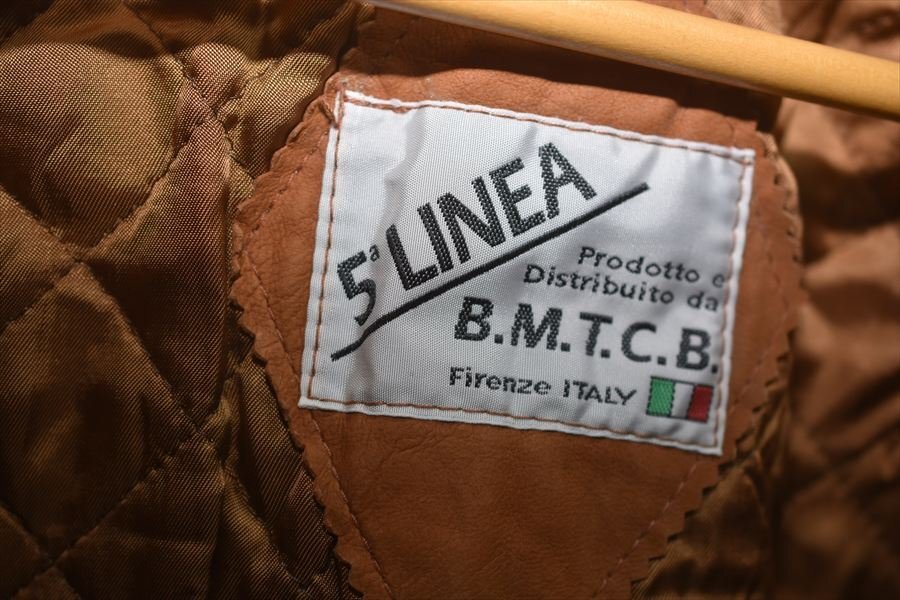 5ª LINEA
Prodotto e
Distribuito da
B.M.T.C.B.
Firenze ITALY